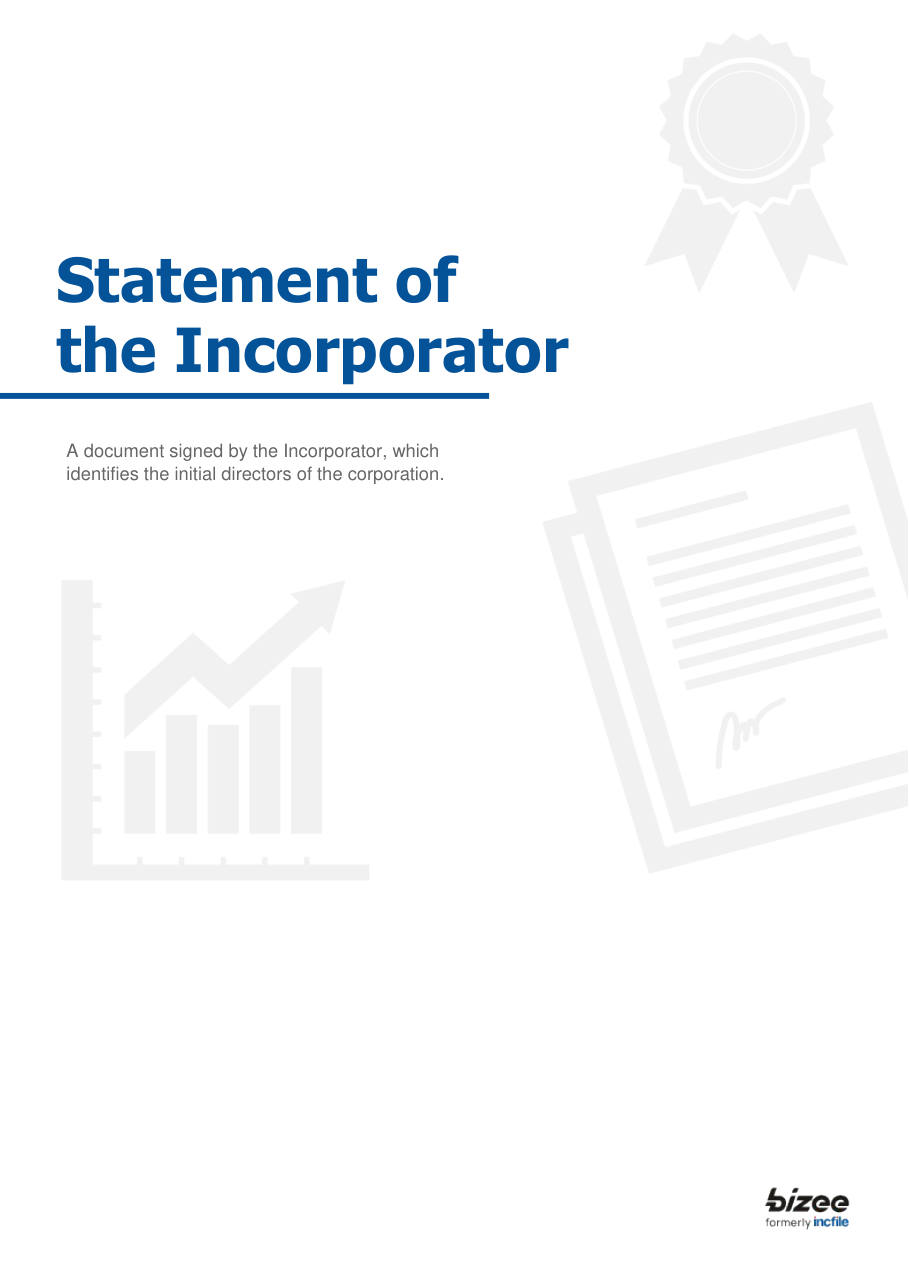 Statement of
the Incorporator
A document signed by the Incorporator, which
identifies the initial directors of the corporation.
bizee
formerly incfile